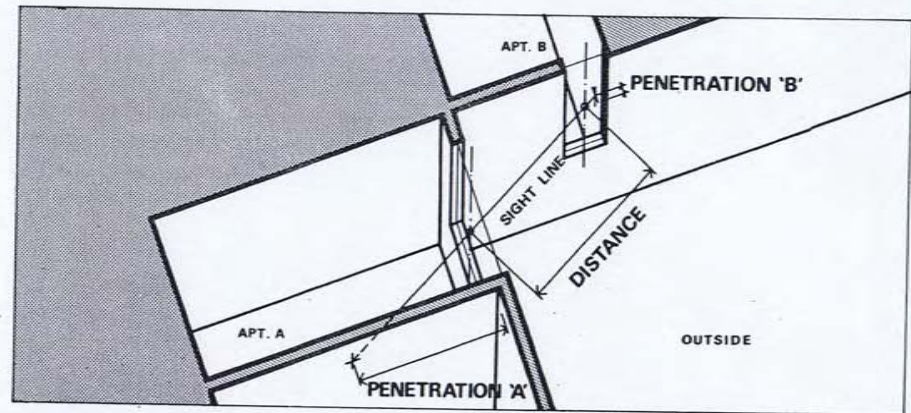 APT. B
PENETRATION 'B'
SIGHT LINE
DISTANCE
APT. A
OUTSIDE
PENETRATION 'A'